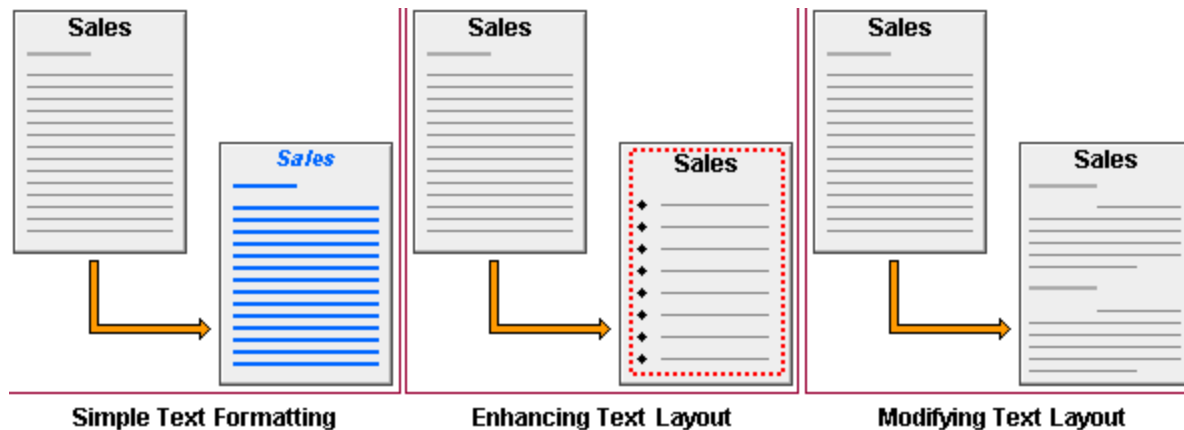 Sales
Sales
Simple Text Formatting
Sales
Sales
Enhancing Text Layout
Sales
Sales
Modifying Text Layout